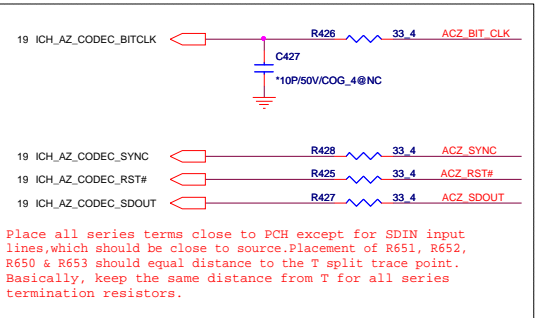 19 ICH_AZ_CODEC_BITCLK R426 33_4 ACZ_BIT_CLK
C427
*10P/50V/COG_4@NC
19 ICH_AZ_CODEC_SYNC R428 33_4 ACZ_SYNC
19 ICH_AZ_CODEC_RST# R425 33_4 ACZ_RST#
19 ICH_AZ_CODEC_SDOUT R427 33_4 ACZ_SDOUT
Place all series terms close to PCH except for SDIN input
lines,which should be close to source.Placement of R651, R652,
R650 & R653 should equal distance to the T split trace point.
Basically, keep the same distance from T for all series
termination resistors.